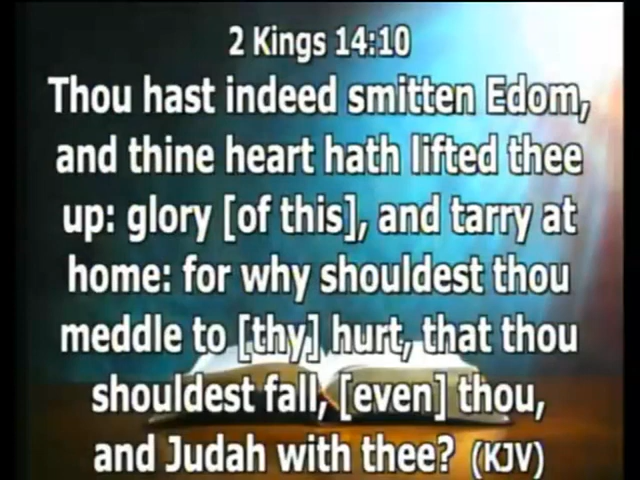 2 Kings 14:10
Thou hast indeed smitten Edom,
and thine heart hath lifted thee
up: glory [of this], and tarry at
home: for why shouldest thou
meddle to [thy] hurt, that thou
shouldest fall, [even] thou,
and Judah with thee? (KJV)